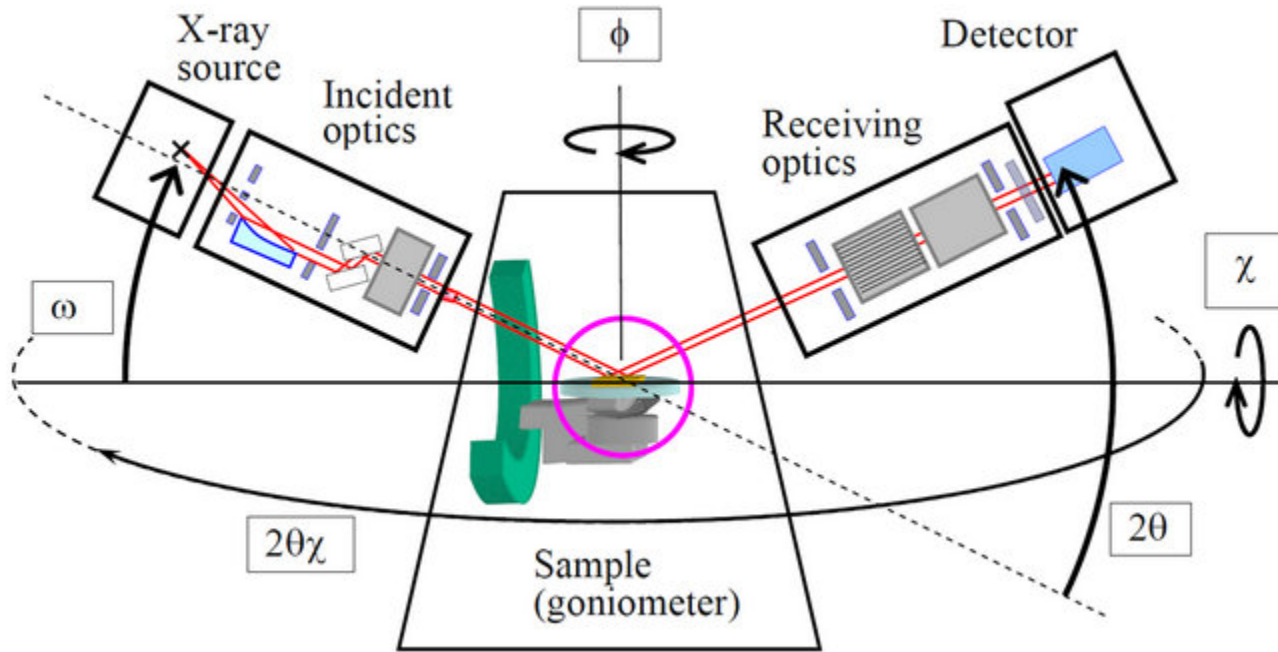 X-ray
source
ϕ
Detector
Incident
optics
Receiving
optics
χ
ω
2θχ
2θ
Sample
(goniometer)